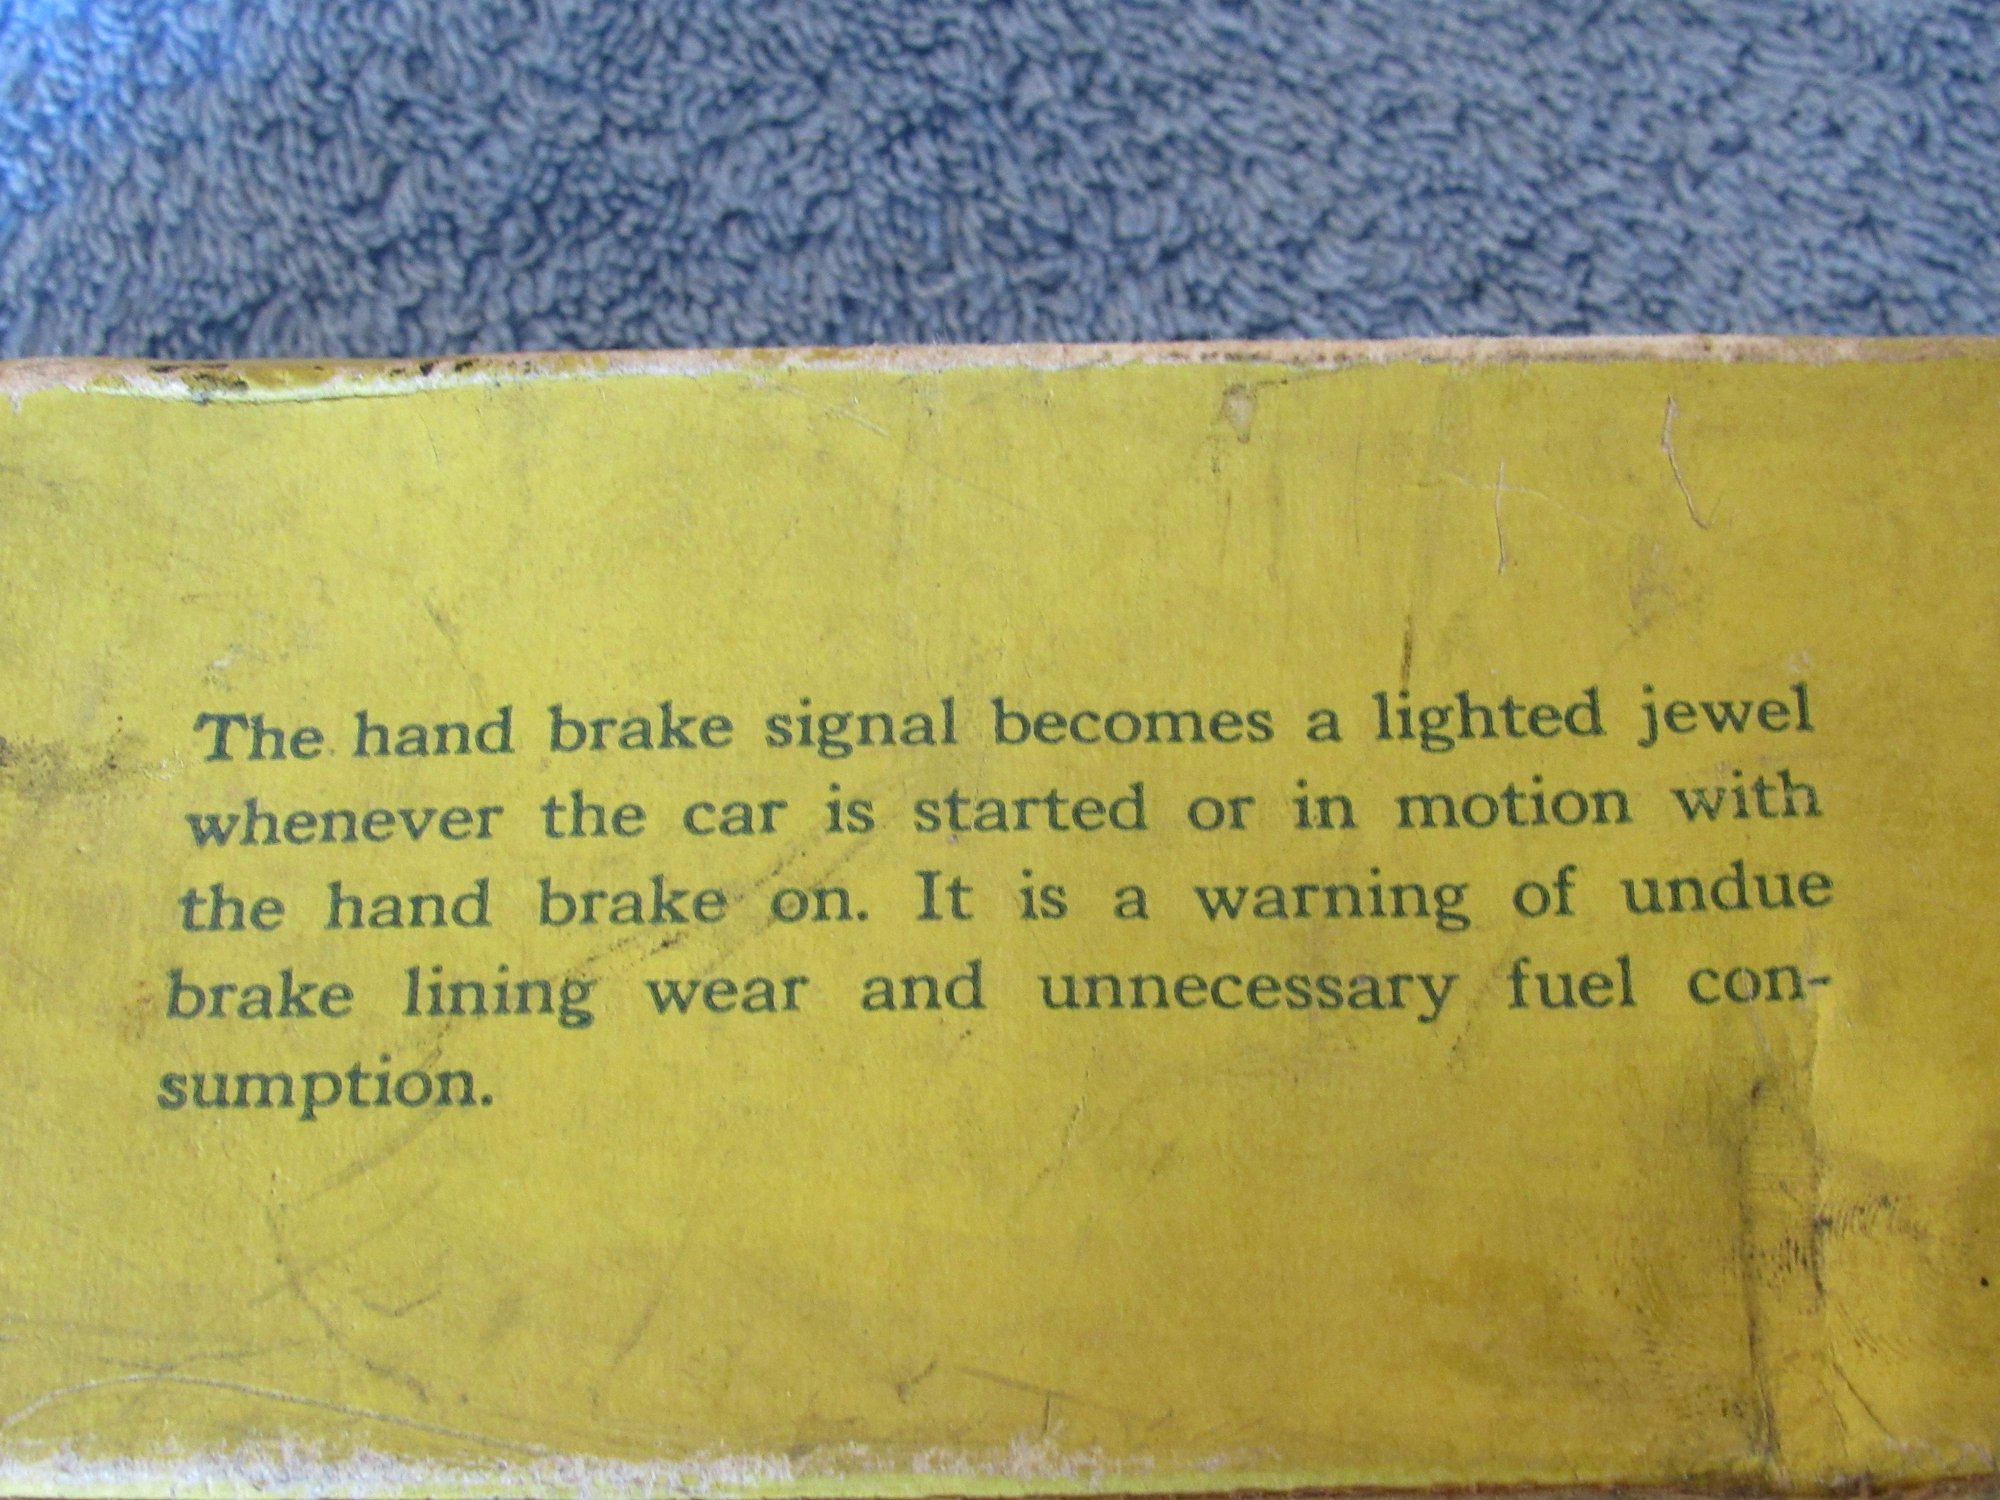 The hand brake signal becomes a lighted jewel
whenever the car is started or in motion with
the hand brake on. It is a warning of undue
brake lining wear and unnecessary fuel con-
sumption.